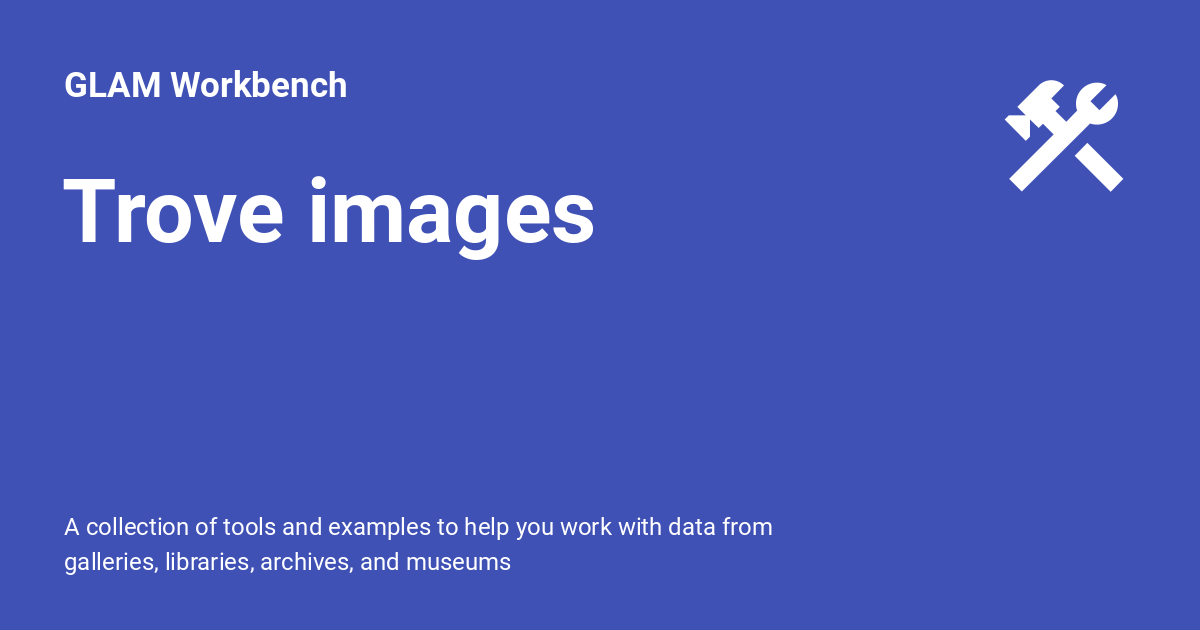 GLAM Workbench
Trove images
A collection of tools and examples to help you work with data from
galleries, libraries, archives, and museums